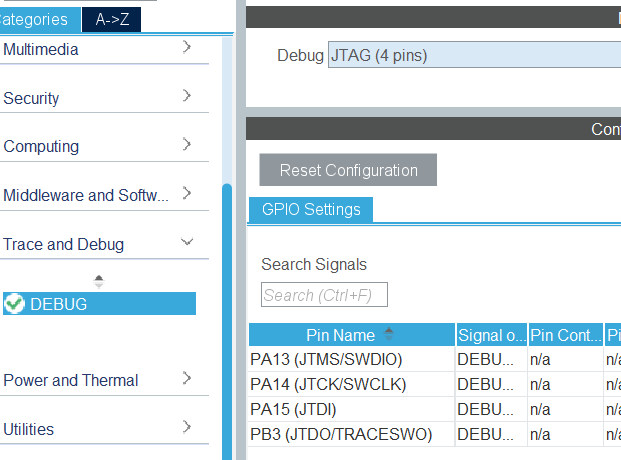 ategories A->Z
Multimedia
Security
Computing
Middleware and Softw...
Trace and Debug
DEBUG
Power and Thermal
Utilities
Debug JTAG (4 pins)
Con
Reset Configuration
GPIO Settings
Search Signals
Search (Ctrl+F)
Pin Name Signal o... Pin Cont... Pi
PA13 (JTMS/SWDIO) DEBU... n/a n/a
PA14 (JTCK/SWCLK) DEBU... n/a n/a
PA15 (JTDI) DEBU... n/a n/a
PB3 (JTDO/TRACESWO) DEBU... n/a n/a